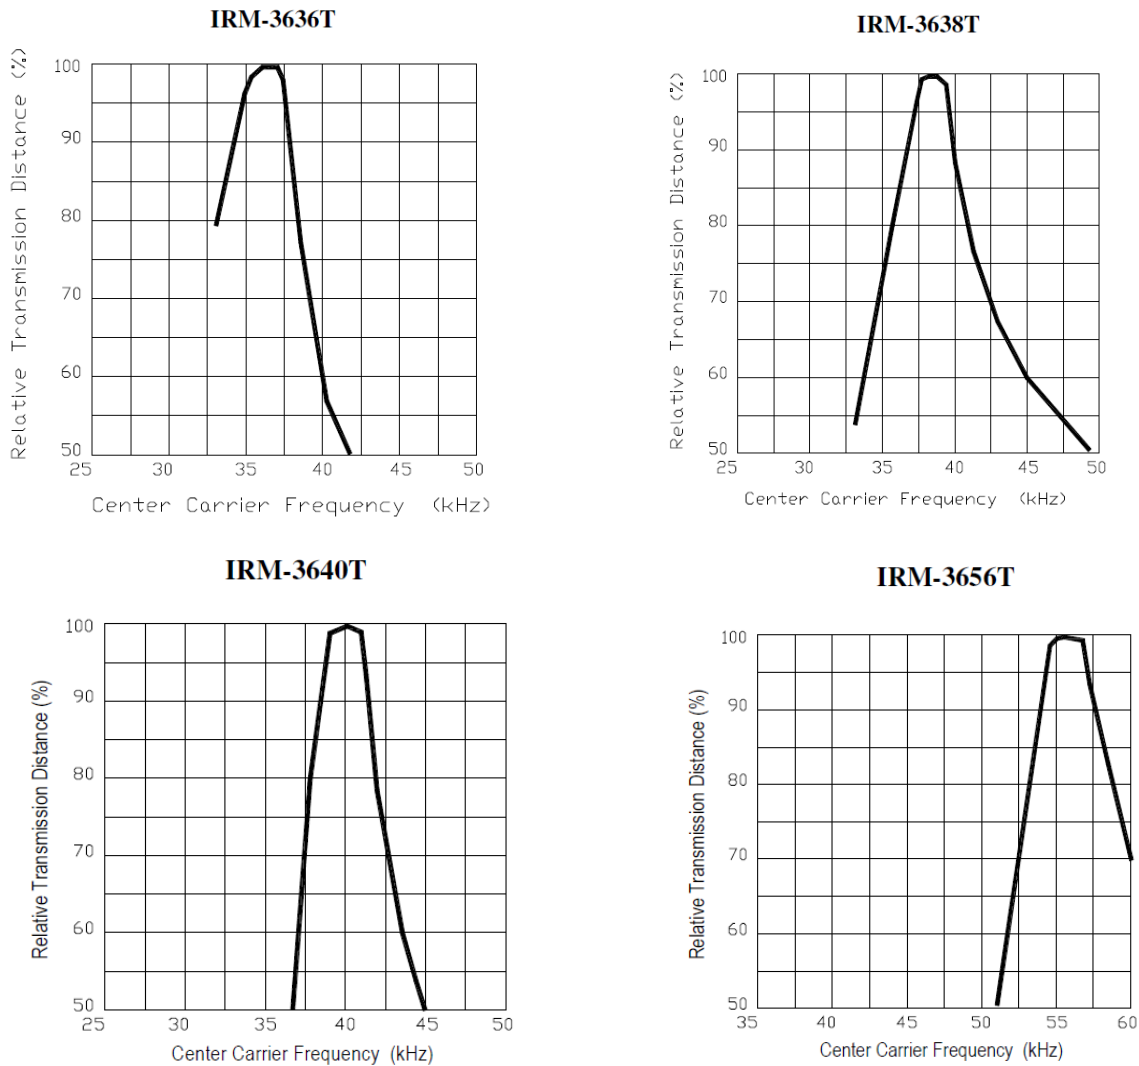 IRM-3636T
Relative Transmission Distance (%)
100
90
80
70
60
50
25 30 35 40 45 50
Center Carrier Frequency (kHz)
IRM-3638T
Relative Transmission Distance (%)
100
90
80
70
60
50
25 30 35 40 45 50
Center Carrier Frequency (kHz)
IRM-3640T
Relative Transmission Distance (%)
100
90
80
70
60
50
25 30 35 40 45 50
Center Carrier Frequency (kHz)
IRM-3656T
Relative Transmission Distance (%)
100
90
80
70
60
50
35 40 45 50 55 60
Center Carrier Frequency (kHz)